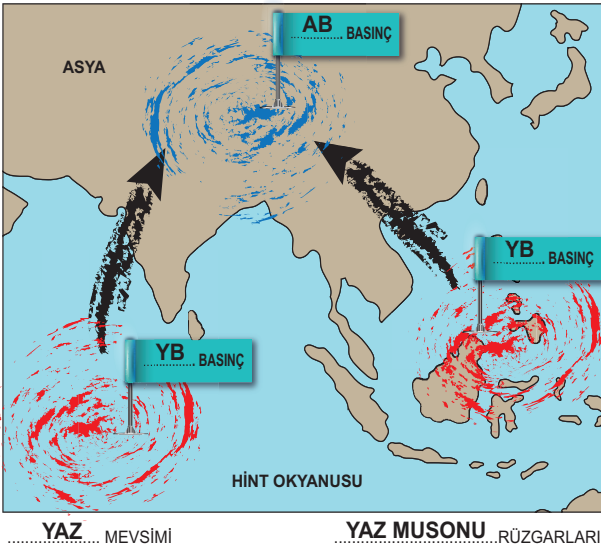 AB BASINÇ
ASYA
YB BASINÇ
YB BASINÇ
HİNT OKYANUSU
YAZ MEVSİMİ
YAZ MUSONU RÜZGARLARI